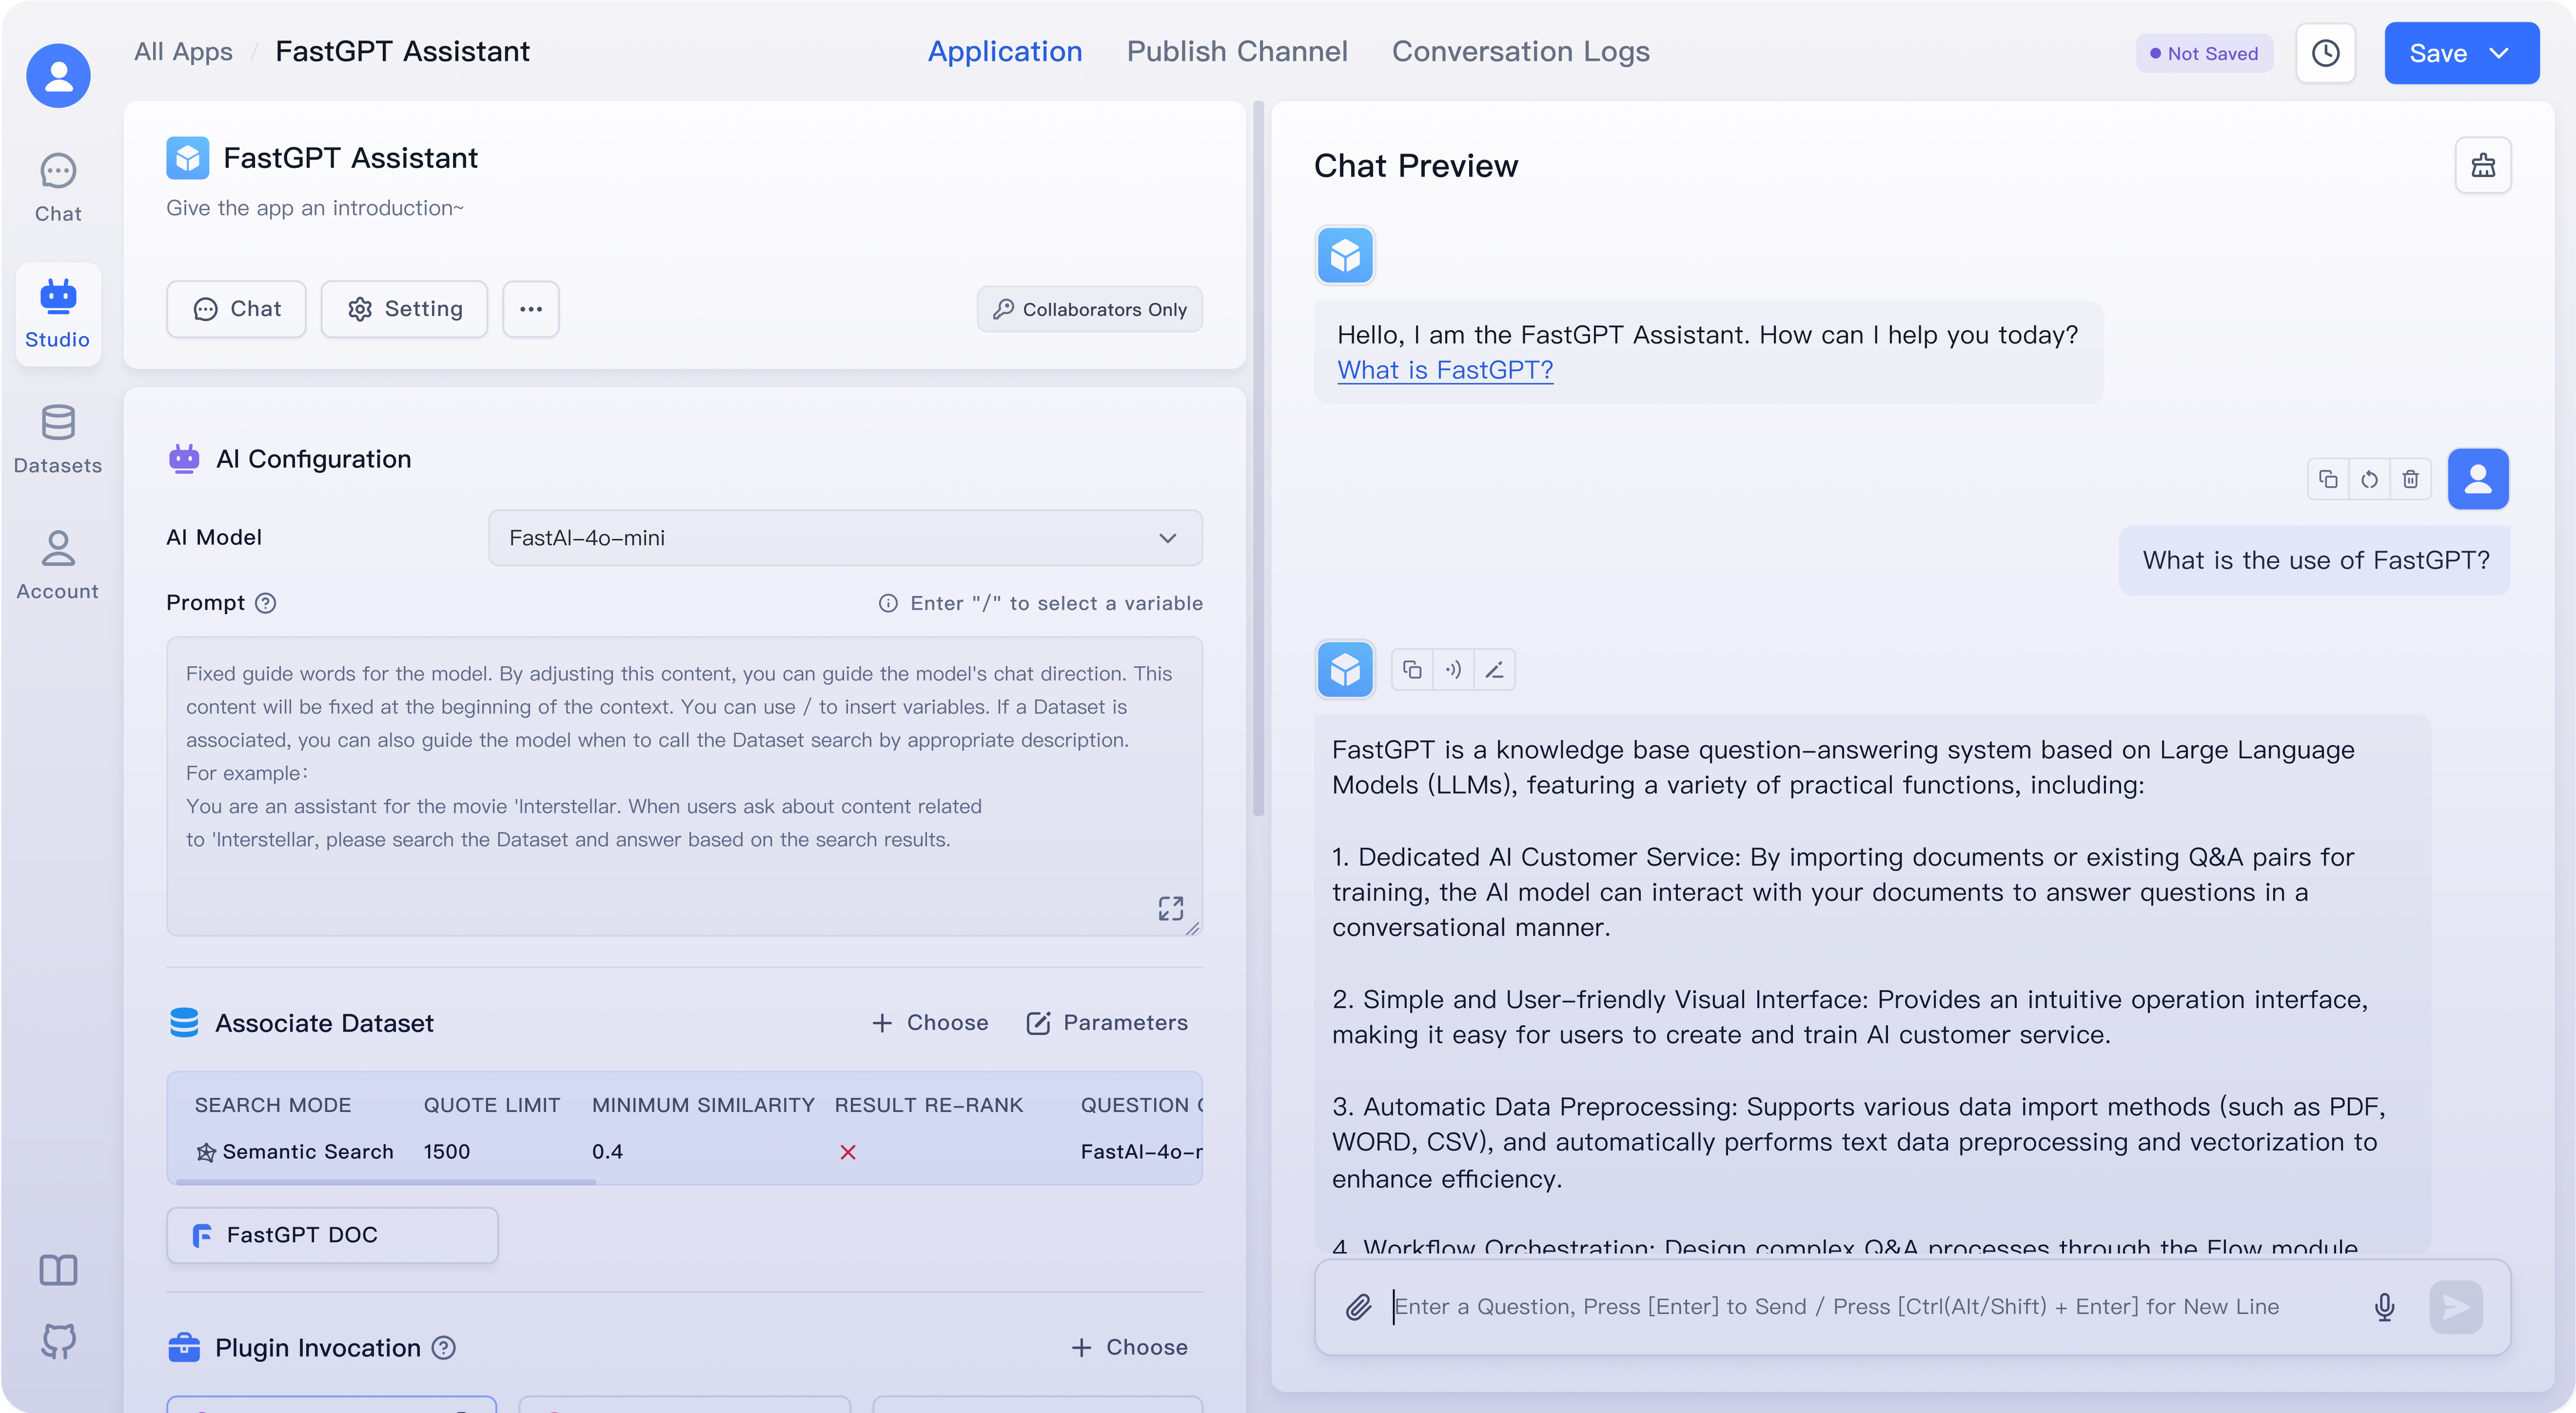 All Apps / FastGPT Assistant
Application
Publish Channel
Conversation Logs
Not Saved
Save
Chat
Studio
Datasets
Account
FastGPT Assistant
Give the app an introduction~
Chat
Setting
Collaborators Only
AI Configuration
AI Model
FastAI-4o-mini
Prompt
Enter "/" to select a variable
Fixed guide words for the model. By adjusting this content, you can guide the model's chat direction. This
content will be fixed at the beginning of the context. You can use / to insert variables. If a Dataset is
associated, you can also guide the model when to call the Dataset search by appropriate description.
For example:
You are an assistant for the movie 'Interstellar. When users ask about content related
to 'Interstellar, please search the Dataset and answer based on the search results.
Associate Dataset
+ Choose
Parameters
SEARCH MODE QUOTE LIMIT MINIMUM SIMILARITY RESULT RE-RANK QUESTION
Semantic Search 1500 0.4 FastAI-4o-
FastGPT DOC
Plugin Invocation
+ Choose
Chat Preview
Hello, I am the FastGPT Assistant. How can I help you today?
What is FastGPT?
What is the use of FastGPT?
FastGPT is a knowledge base question-answering system based on Large Language
Models (LLMs), featuring a variety of practical functions, including:
1. Dedicated AI Customer Service: By importing documents or existing Q&A pairs for
training, the AI model can interact with your documents to answer questions in a
conversational manner.
2. Simple and User-friendly Visual Interface: Provides an intuitive operation interface,
making it easy for users to create and train AI customer service.
3. Automatic Data Preprocessing: Supports various data import methods (such as PDF,
WORD, CSV), and automatically performs text data preprocessing and vectorization to
enhance efficiency.
4. Workflow Orchestration: Design complex Q&A processes through the Flow module
Enter a Question, Press [Enter] to Send / Press [Ctrl(Alt/Shift) + Enter] for New Line